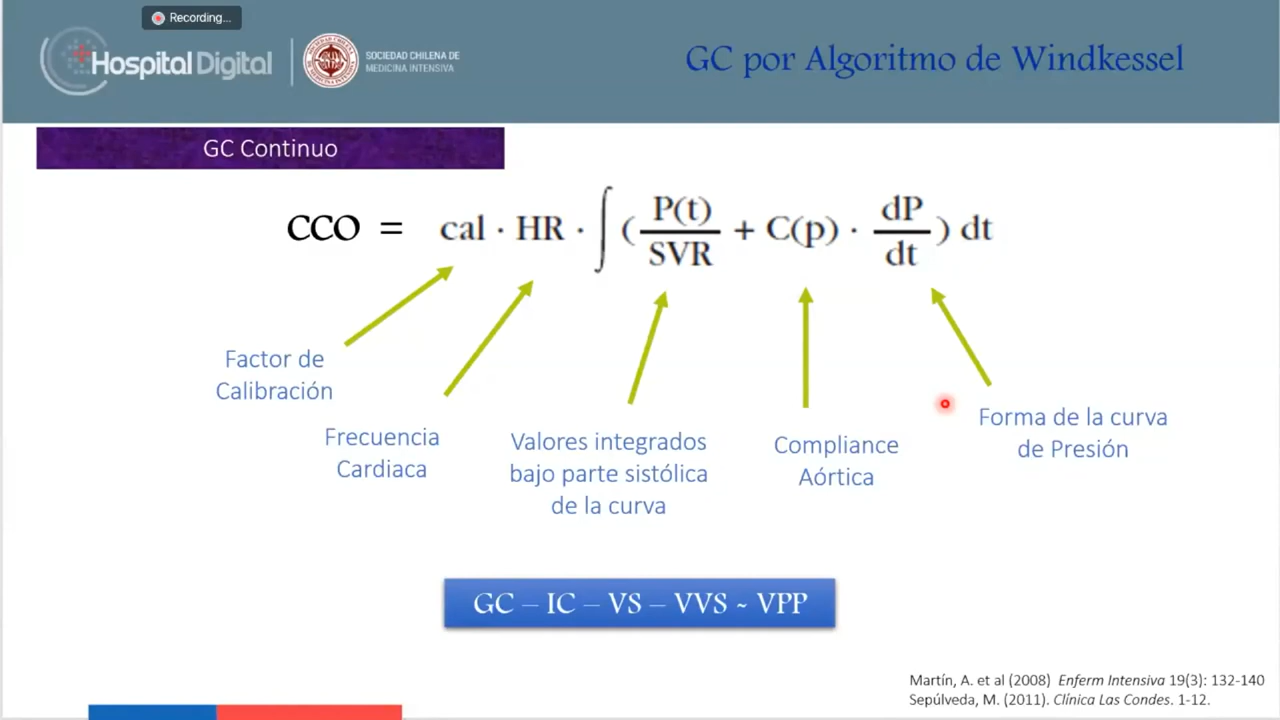 Recording...
Hospital Digital
SOCIEDAD CHILENA DE
MEDICINA INTENSIVA
GC por Algoritmo de Windkessel
GC Continuo
CCO = cal · HR · ∫ ( P(t)/SVR + C(p) · dP/dt ) dt
Factor de
Calibración
Frecuencia
Cardiaca
Valores integrados
bajo parte sistólica
de la curva
Compliance
Aórtica
Forma de la curva
de Presión
GC – IC – VS – VVS ~ VPP
Martín, A. et al (2008) Enferm Intensiva 19(3): 132-140
Sepúlveda, M. (2011). Clínica Las Condes. 1-12.